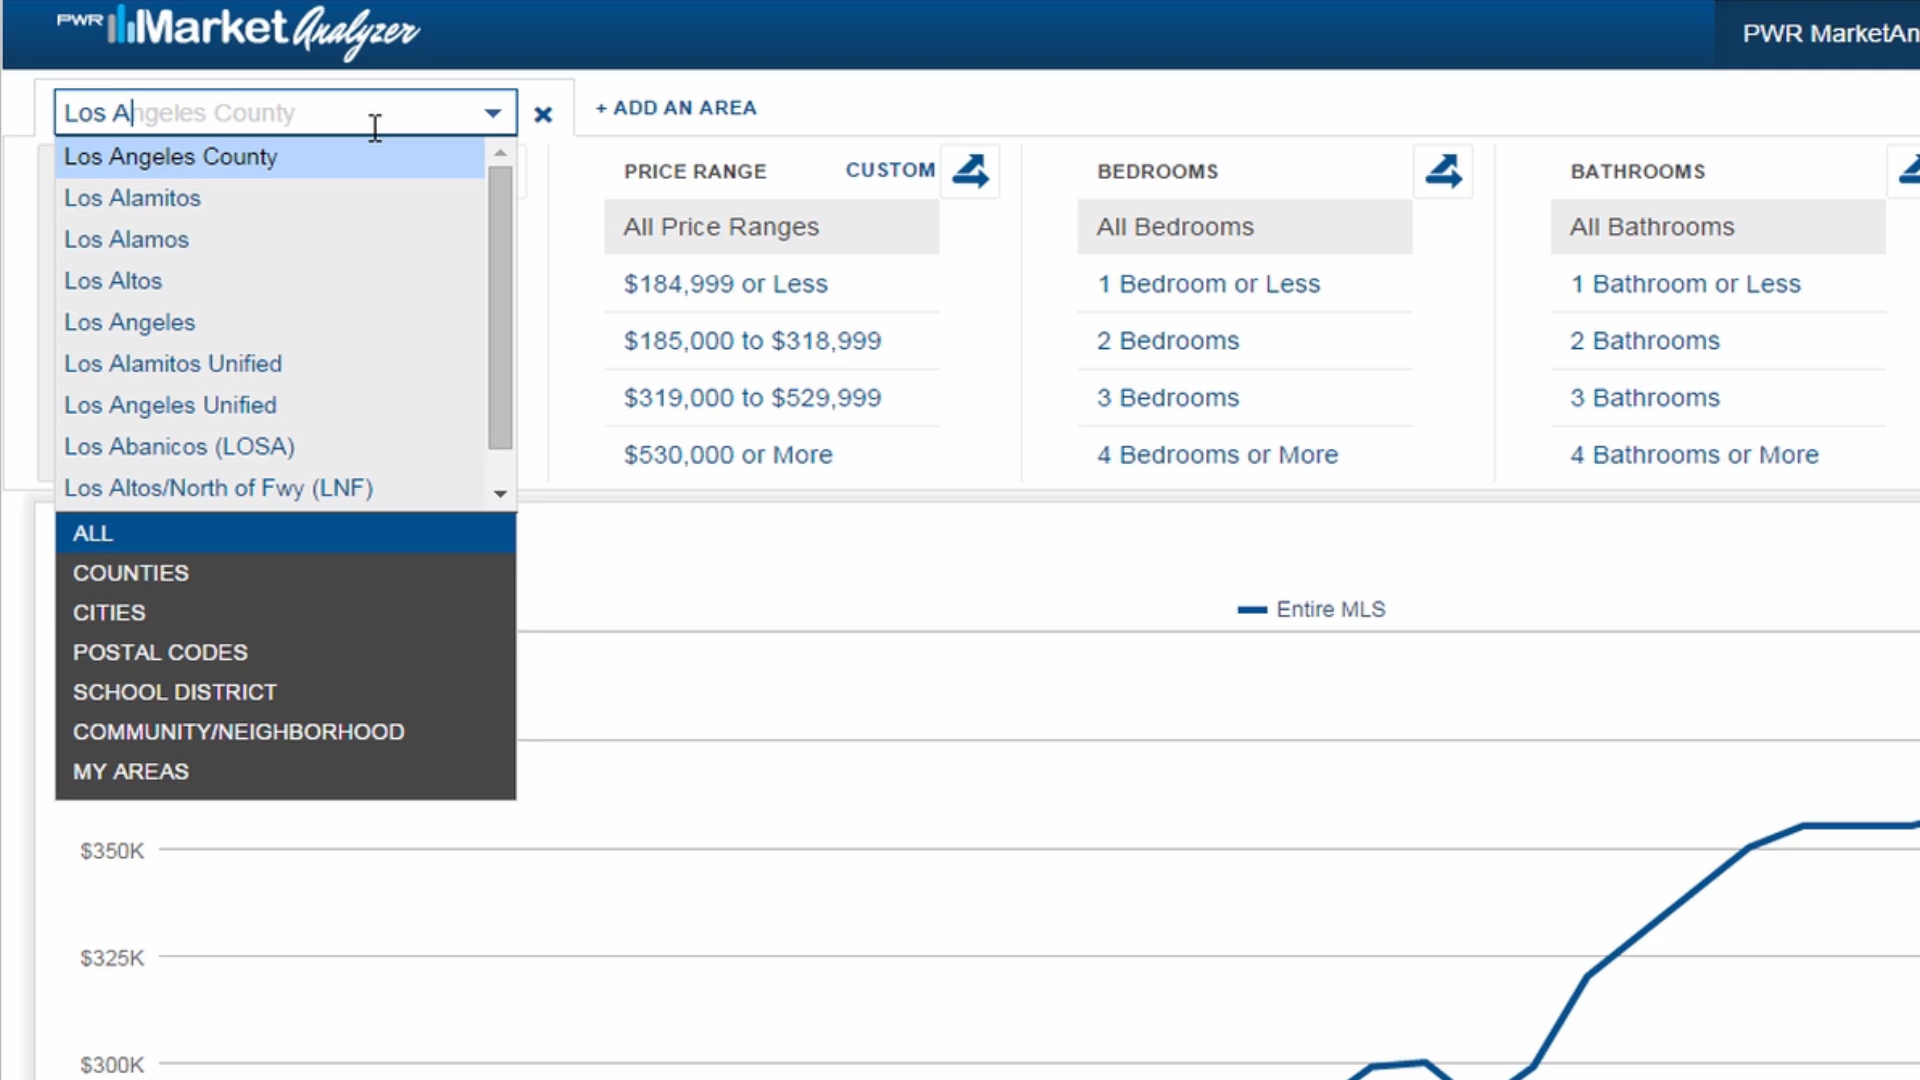 PWR MarketAnalyzer
PWR MarketAn
Los Angeles County
+ ADD AN AREA
Los Angeles County
Los Alamitos
Los Alamos
Los Altos
Los Angeles
Los Alamitos Unified
Los Angeles Unified
Los Abanicos (LOSA)
Los Altos/North of Fwy (LNF)
ALL
COUNTIES
CITIES
POSTAL CODES
SCHOOL DISTRICT
COMMUNITY/NEIGHBORHOOD
MY AREAS
PRICE RANGE CUSTOM
All Price Ranges
$184,999 or Less
$185,000 to $318,999
$319,000 to $529,999
$530,000 or More
BEDROOMS
All Bedrooms
1 Bedroom or Less
2 Bedrooms
3 Bedrooms
4 Bedrooms or More
BATHROOMS
All Bathrooms
1 Bathroom or Less
2 Bathrooms
3 Bathrooms
4 Bathrooms or More
Entire MLS
$350K
$325K
$300K